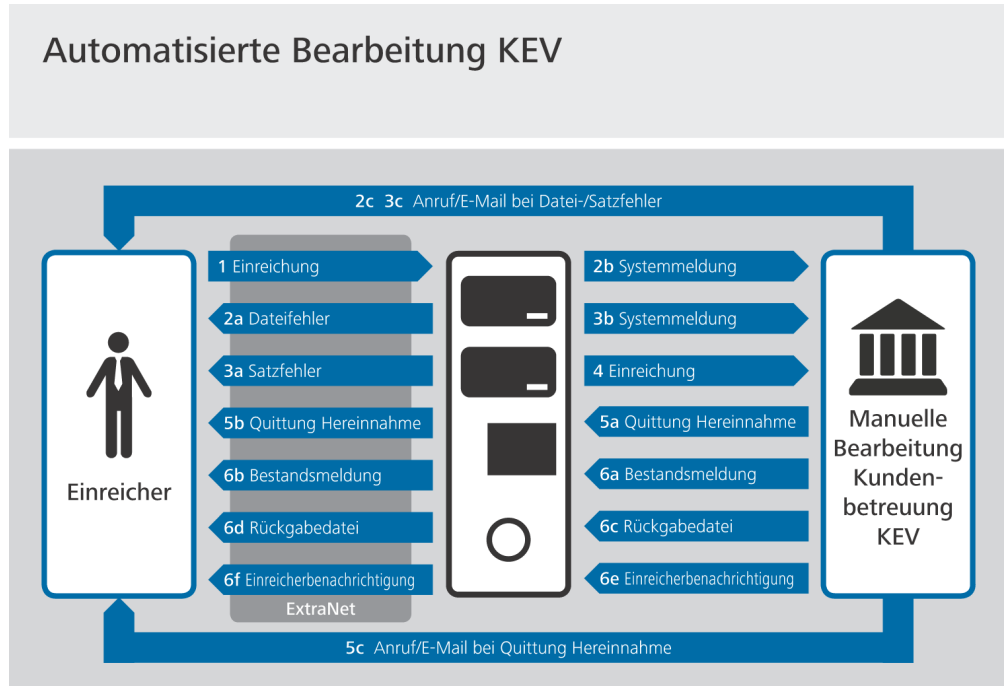 Automatisierte Bearbeitung KEV
2c 3c Anruf/E-Mail bei Datei-/Satzfehler
1 Einreichung
2a Dateifehler
3a Satzfehler
5b Quittung Hereinnahme
6b Bestandsmeldung
6d Rückgabedatei
6f Einreicherbenachrichtigung
ExtraNet
Einreicher
2b Systemmeldung
3b Systemmeldung
4 Einreichung
5a Quittung Hereinnahme
6a Bestandsmeldung
6c Rückgabedatei
6e Einreicherbenachrichtigung
Manuelle
Bearbeitung
Kunden-
betreuung
KEV
5c Anruf/E-Mail bei Quittung Hereinnahme